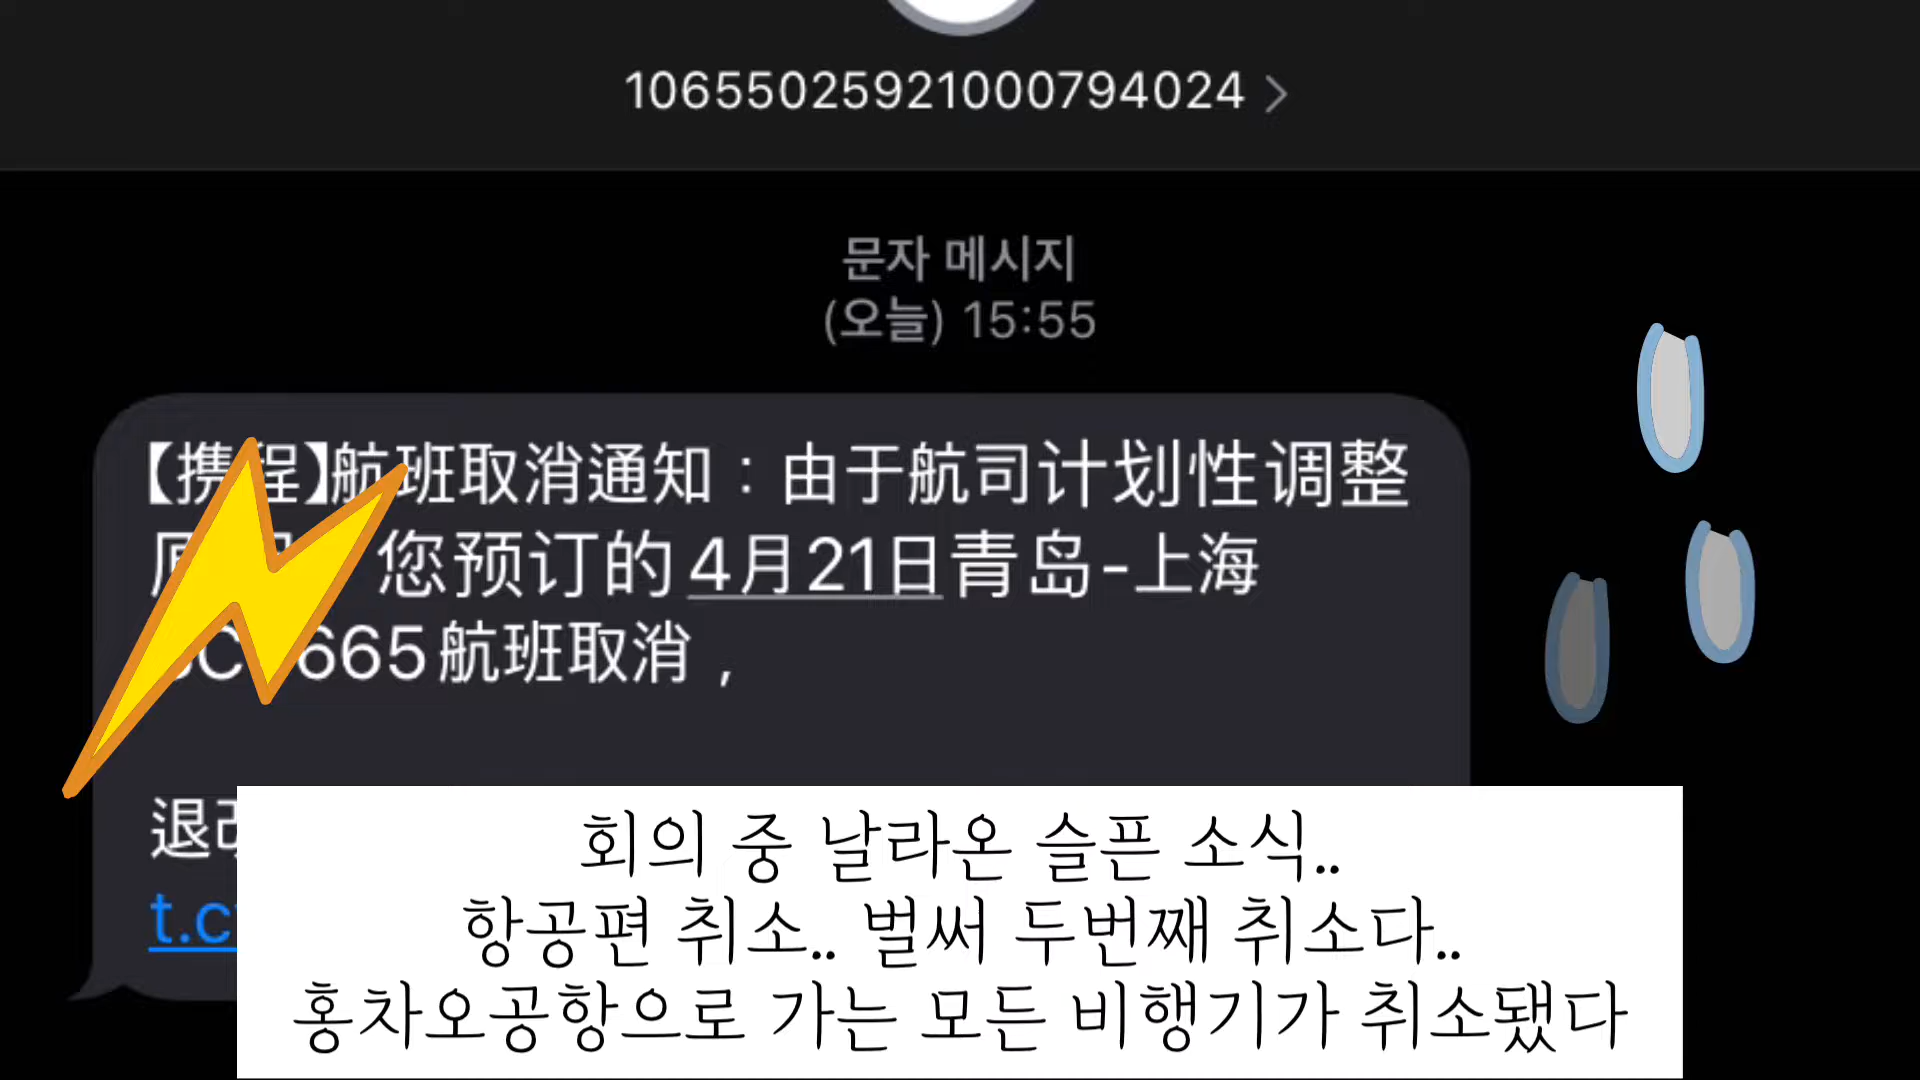 10655025921000794024
문자 메시지
(오늘) 15:55
【携程】航班取消通知：由于航司计划性调整
您预订的4月21日青岛-上海
665航班取消，
회의 중 날라온 슬픈 소식..
항공편 취소.. 벌써 두번째 취소다..
홍차오공항으로 가는 모든 비행기가 취소됐다